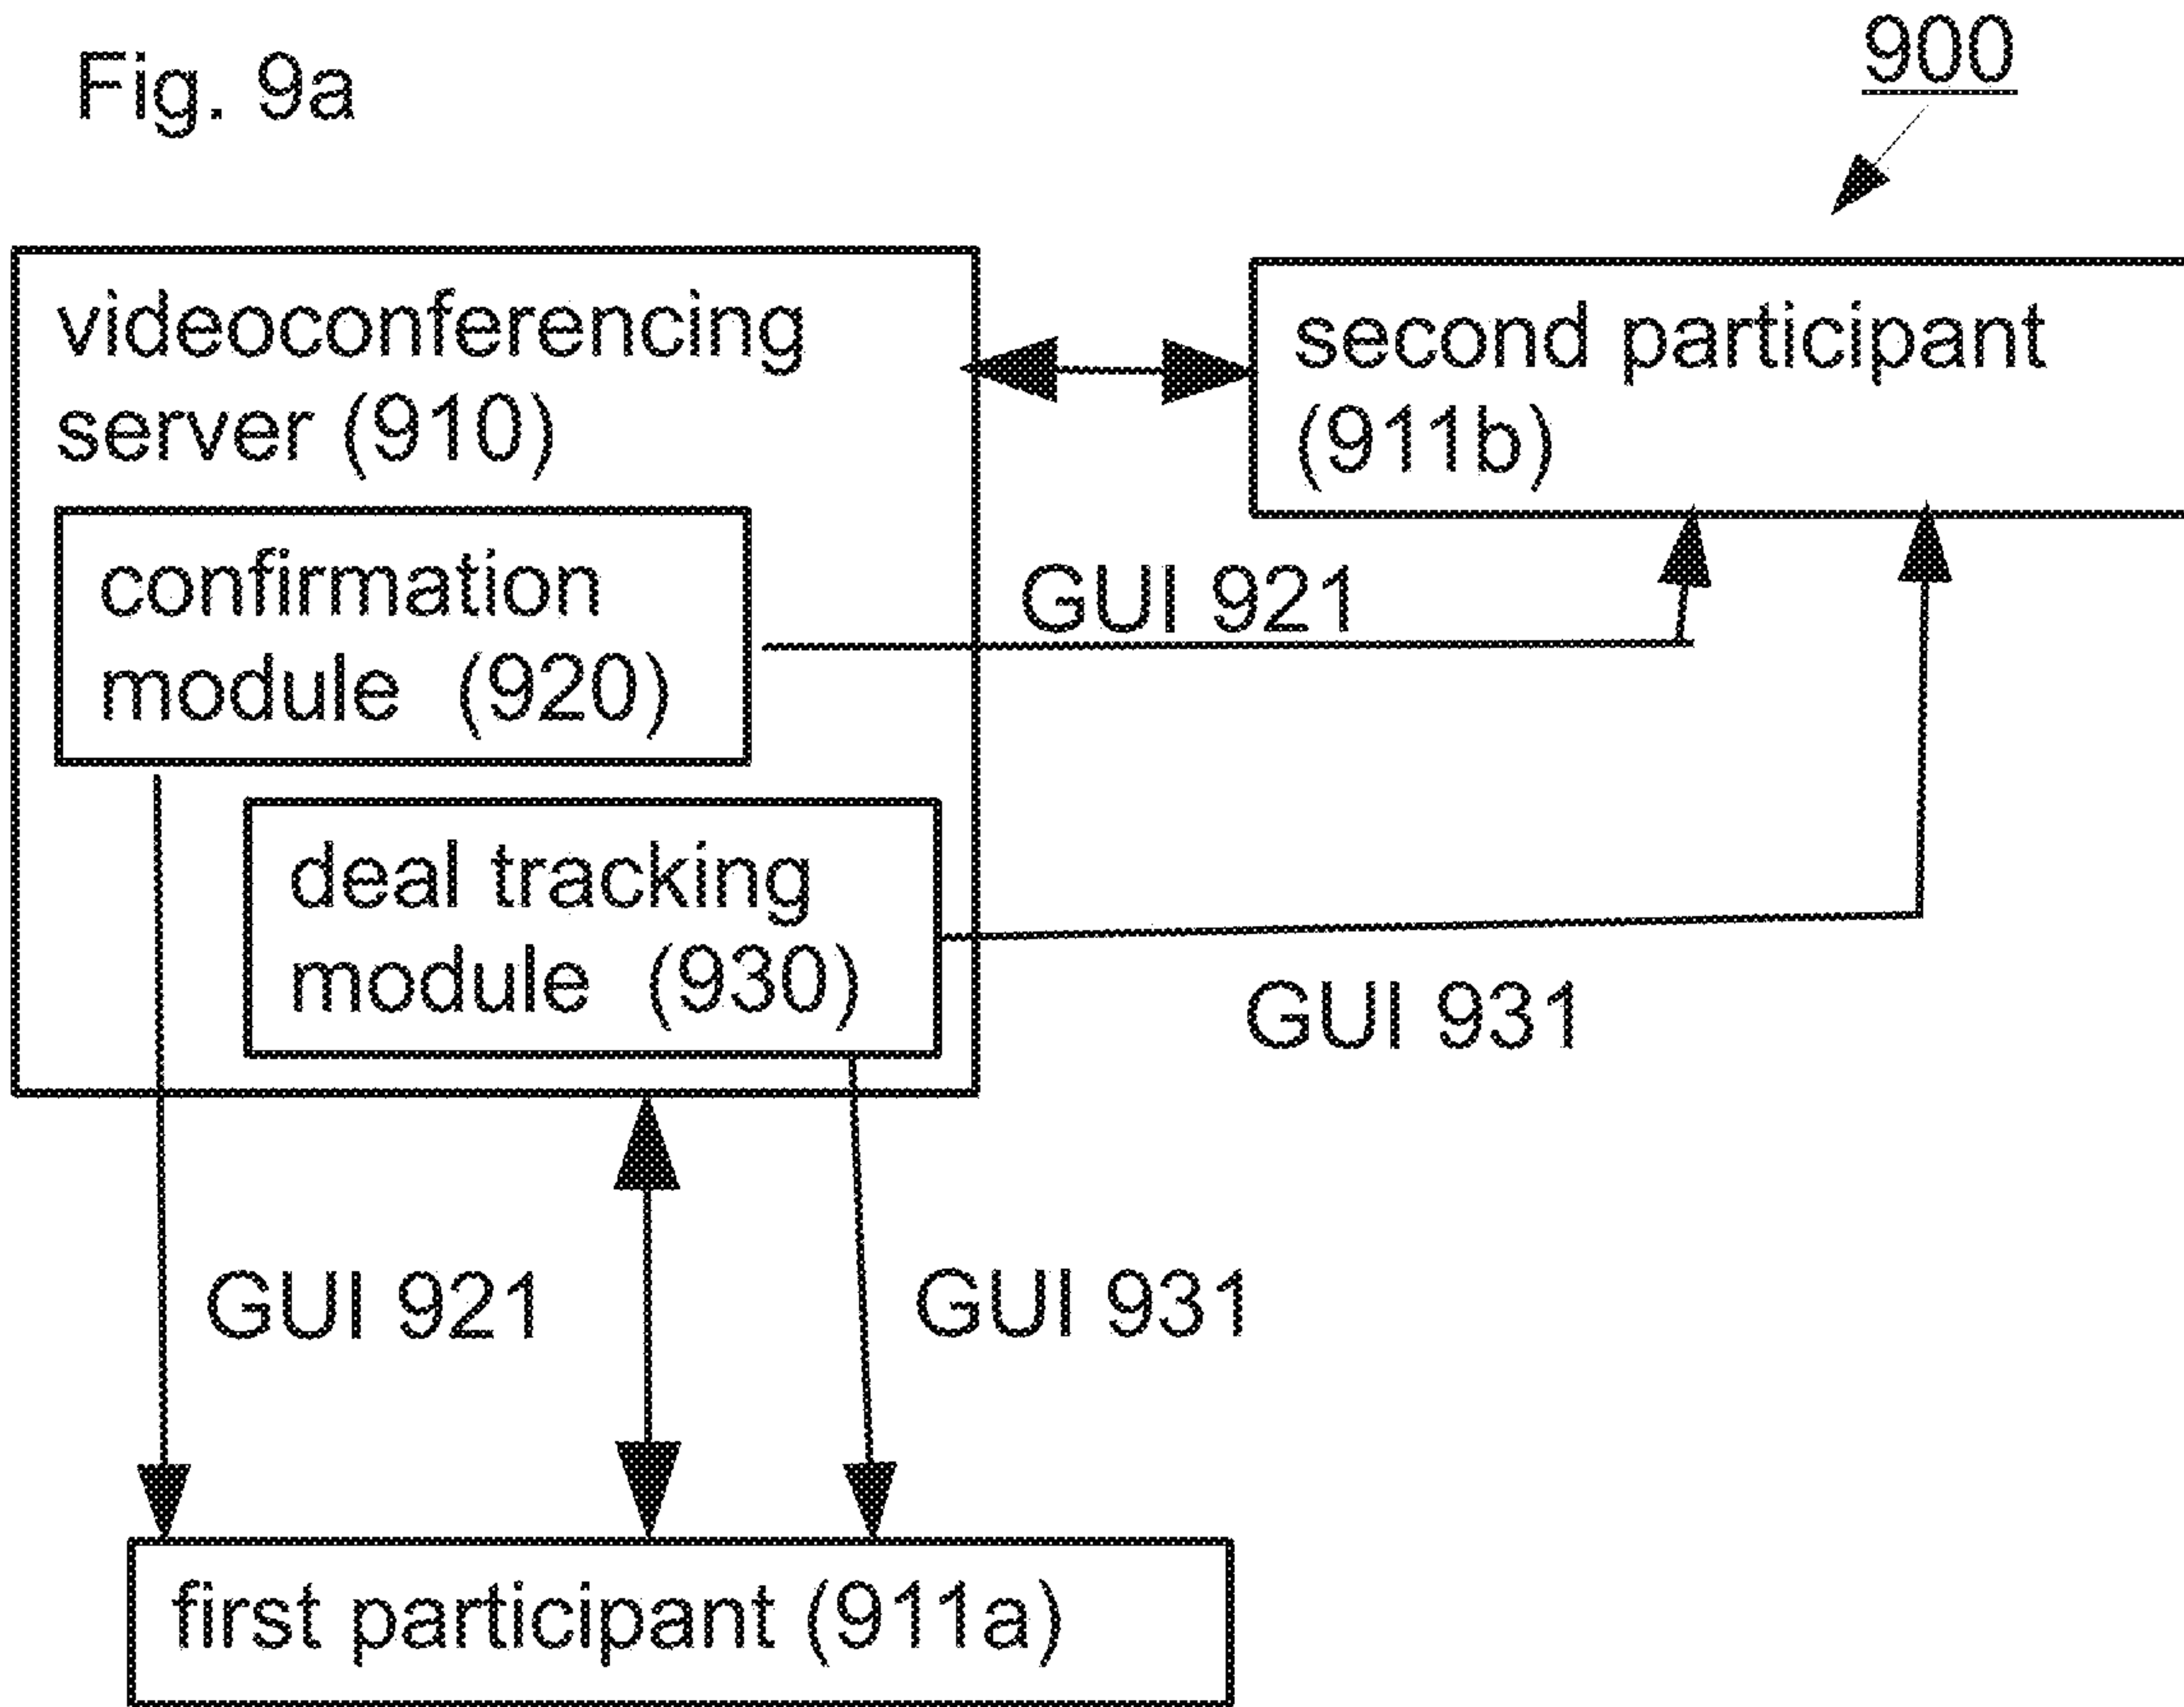 Fig. 9a
900
videoconferencing
server (910)
second participant
(911b)
confirmation
module (920)
GUI 921
deal tracking
module (930)
GUI 931
GUI 921
GUI 931
first participant (911a)